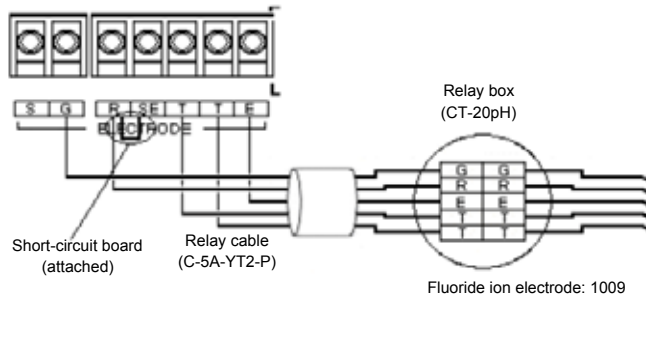 S G R SE T T E
ELECTRODE
Relay box
(CT-20pH)
G G
R R
E E
T T
T T
Short-circuit board
(attached)
Relay cable
(C-5A-YT2-P)
Fluoride ion electrode: 1009